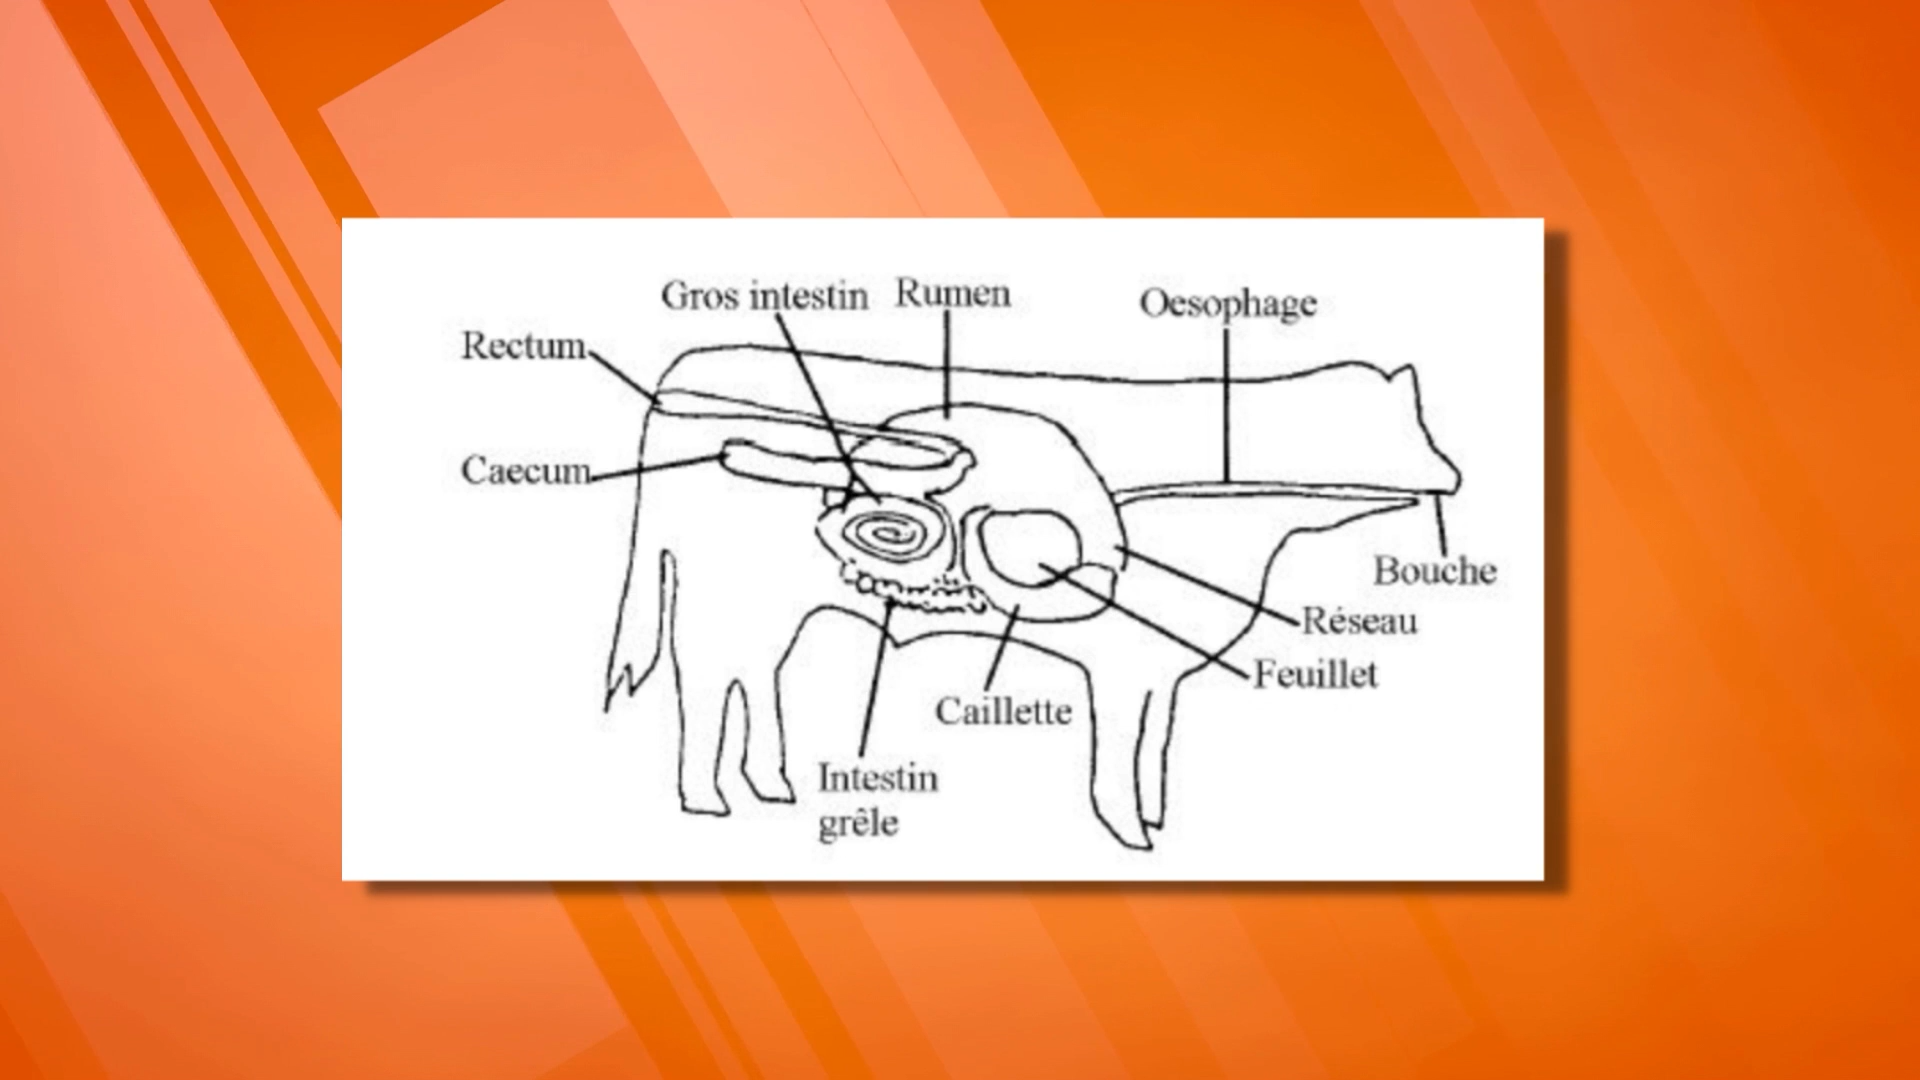 Gros intestin
Rumen
Oesophage
Rectum
Caecum
Bouche
Réseau
Feuillet
Caillette
Intestin
grêle